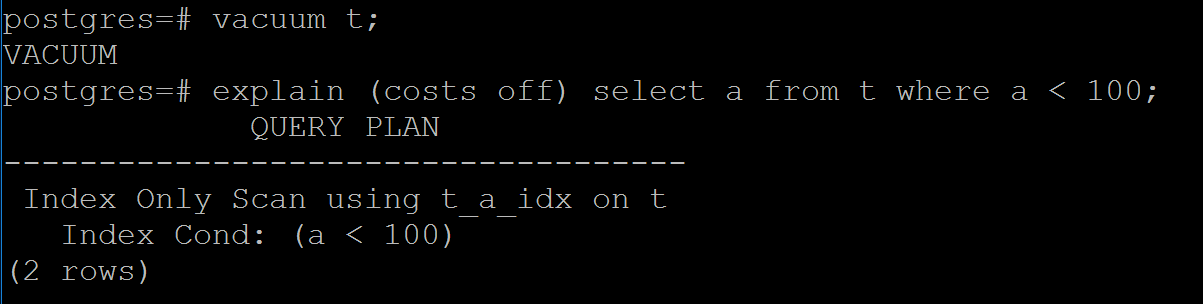 postgres=# vacuum t;
VACUUM
postgres=# explain (costs off) select a from t where a < 100;
QUERY PLAN
------------------------------------
Index Only Scan using t_a_idx on t
Index Cond: (a < 100)
(2 rows)